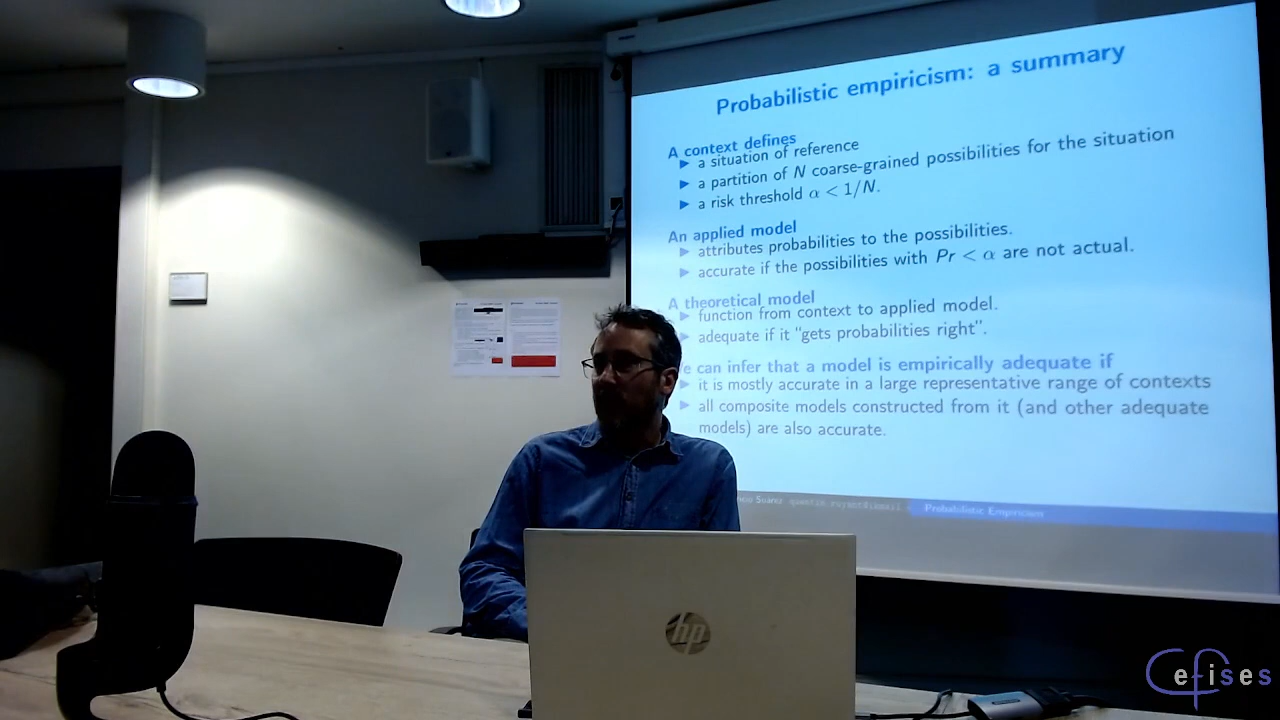 Probabilistic empiricism: a summary
A context defines
a situation of reference
a partition of N coarse-grained possibilities for the situation
a risk threshold α < 1/N.
An applied model
attributes probabilities to the possibilities.
accurate if the possibilities with Pr < α are not actual.
A theoretical model
function from context to applied model.
adequate if it "gets probabilities right".
can infer that a model is empirically adequate if
it is mostly accurate in a large representative range of contexts
all composite models constructed from it (and other adequate
models) are also accurate.
Probabilistic Empiricism
hp
Cefises